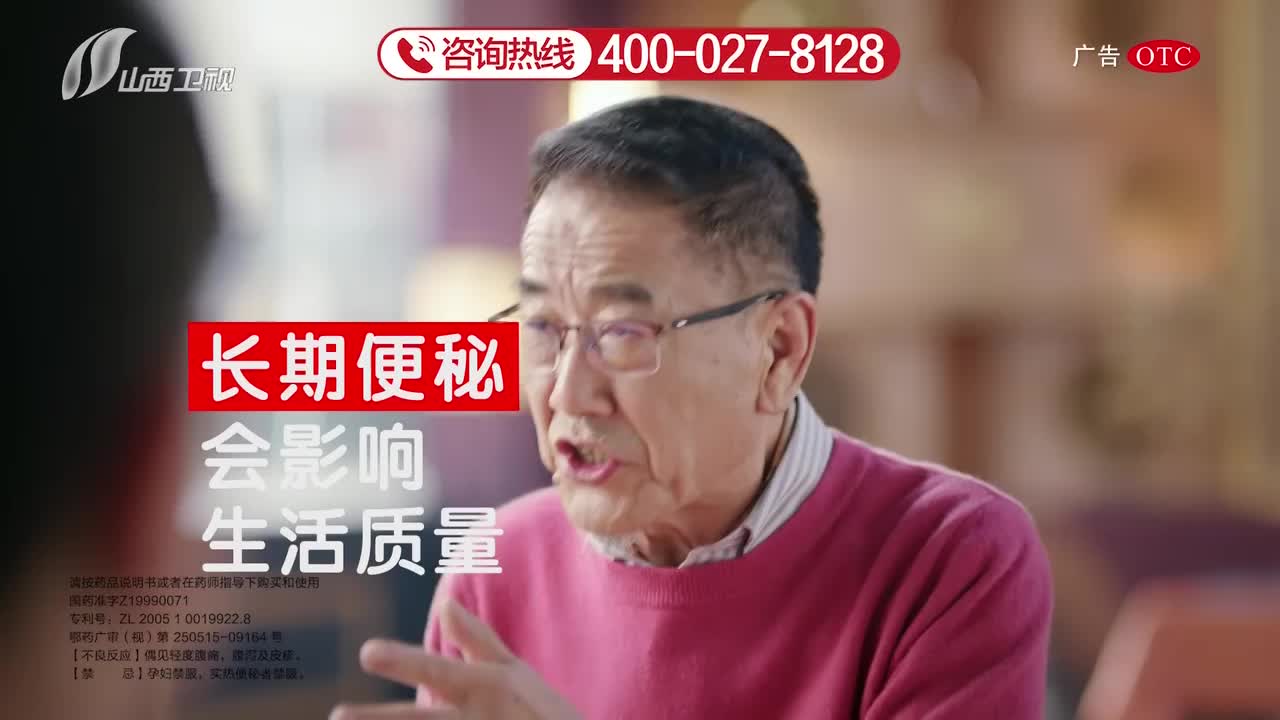 山西卫视
咨询热线 400-027-8128
广告 OTC
长期便秘
会影响
生活质量
请按药品说明书或者在药师指导下购买和使用
国药准字Z19990071
专利号：ZL 2005 1 0019922.8
鄂药广审（视）第 250515-09164 号
【不良反应】偶见轻度腹痛，腹泻及皮疹。
【禁 忌】孕妇禁服，实热便秘者禁服。